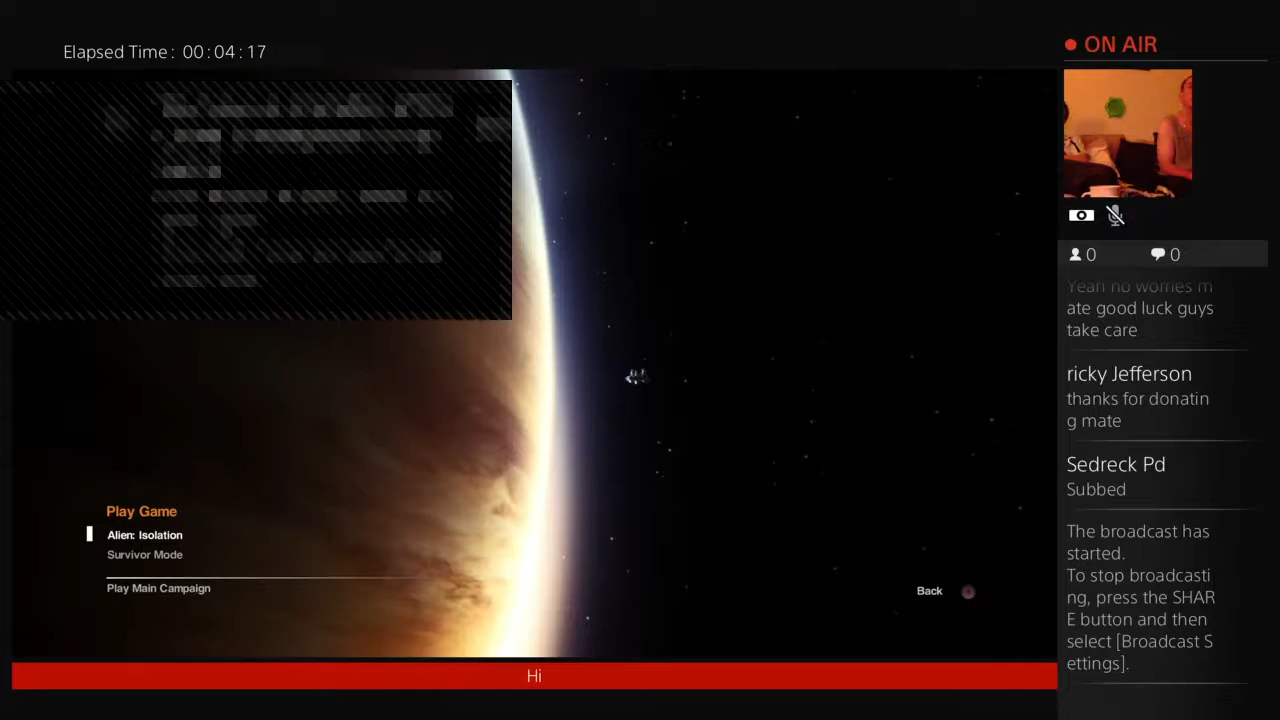 Elapsed Time: 00:04:17
ON AIR
0
0
Yeah no worries m
ate good luck guys
take care
ricky Jefferson
thanks for donatin
g mate
Sedreck Pd
Subbed
The broadcast has
started.
To stop broadcasti
ng, press the SHAR
E button and then
select [Broadcast S
ettings].
Play Game
Alien: Isolation
Survivor Mode
Play Main Campaign
Back
Hi